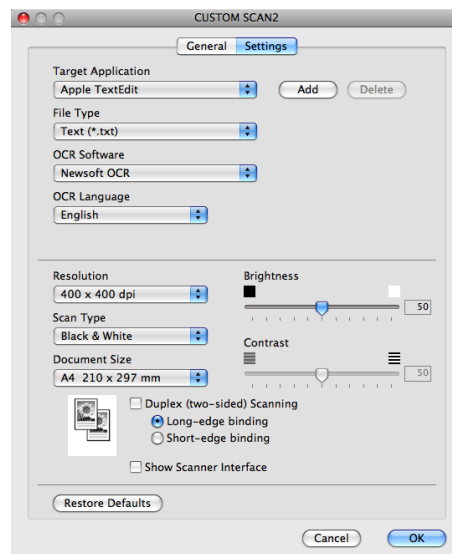 CUSTOM SCAN2
General Settings
Target Application
Apple TextEdit Add Delete
File Type
Text (*.txt)
OCR Software
Newsoft OCR
OCR Language
English
Resolution Brightness
400 x 400 dpi 50
Scan Type
Black & White Contrast
Document Size
A4 210 x 297 mm 50
Duplex (two-sided) Scanning
Long-edge binding
Short-edge binding
Show Scanner Interface
Restore Defaults
Cancel OK